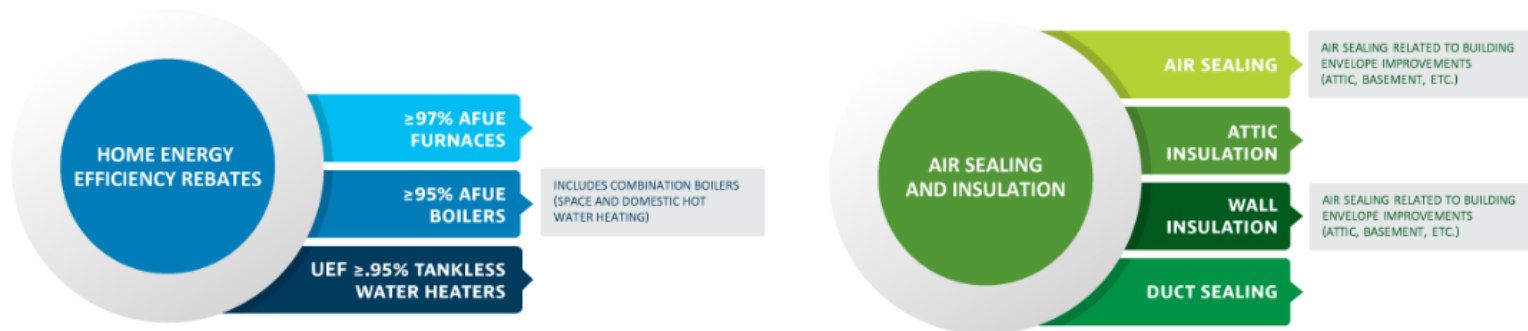 HOME ENERGY
EFFICIENCY REBATES
≥97% AFUE
FURNACES
≥95% AFUE
BOILERS
INCLUDES COMBINATION BOILERS
(SPACE AND DOMESTIC HOT
WATER HEATING)
UEF ≥.95% TANKLESS
WATER HEATERS
AIR SEALING
AND INSULATION
AIR SEALING
AIR SEALING RELATED TO BUILDING
ENVELOPE IMPROVEMENTS
(ATTIC, BASEMENT, ETC.)
ATTIC
INSULATION
WALL
INSULATION
AIR SEALING RELATED TO BUILDING
ENVELOPE IMPROVEMENTS
(ATTIC, BASEMENT, ETC.)
DUCT SEALING